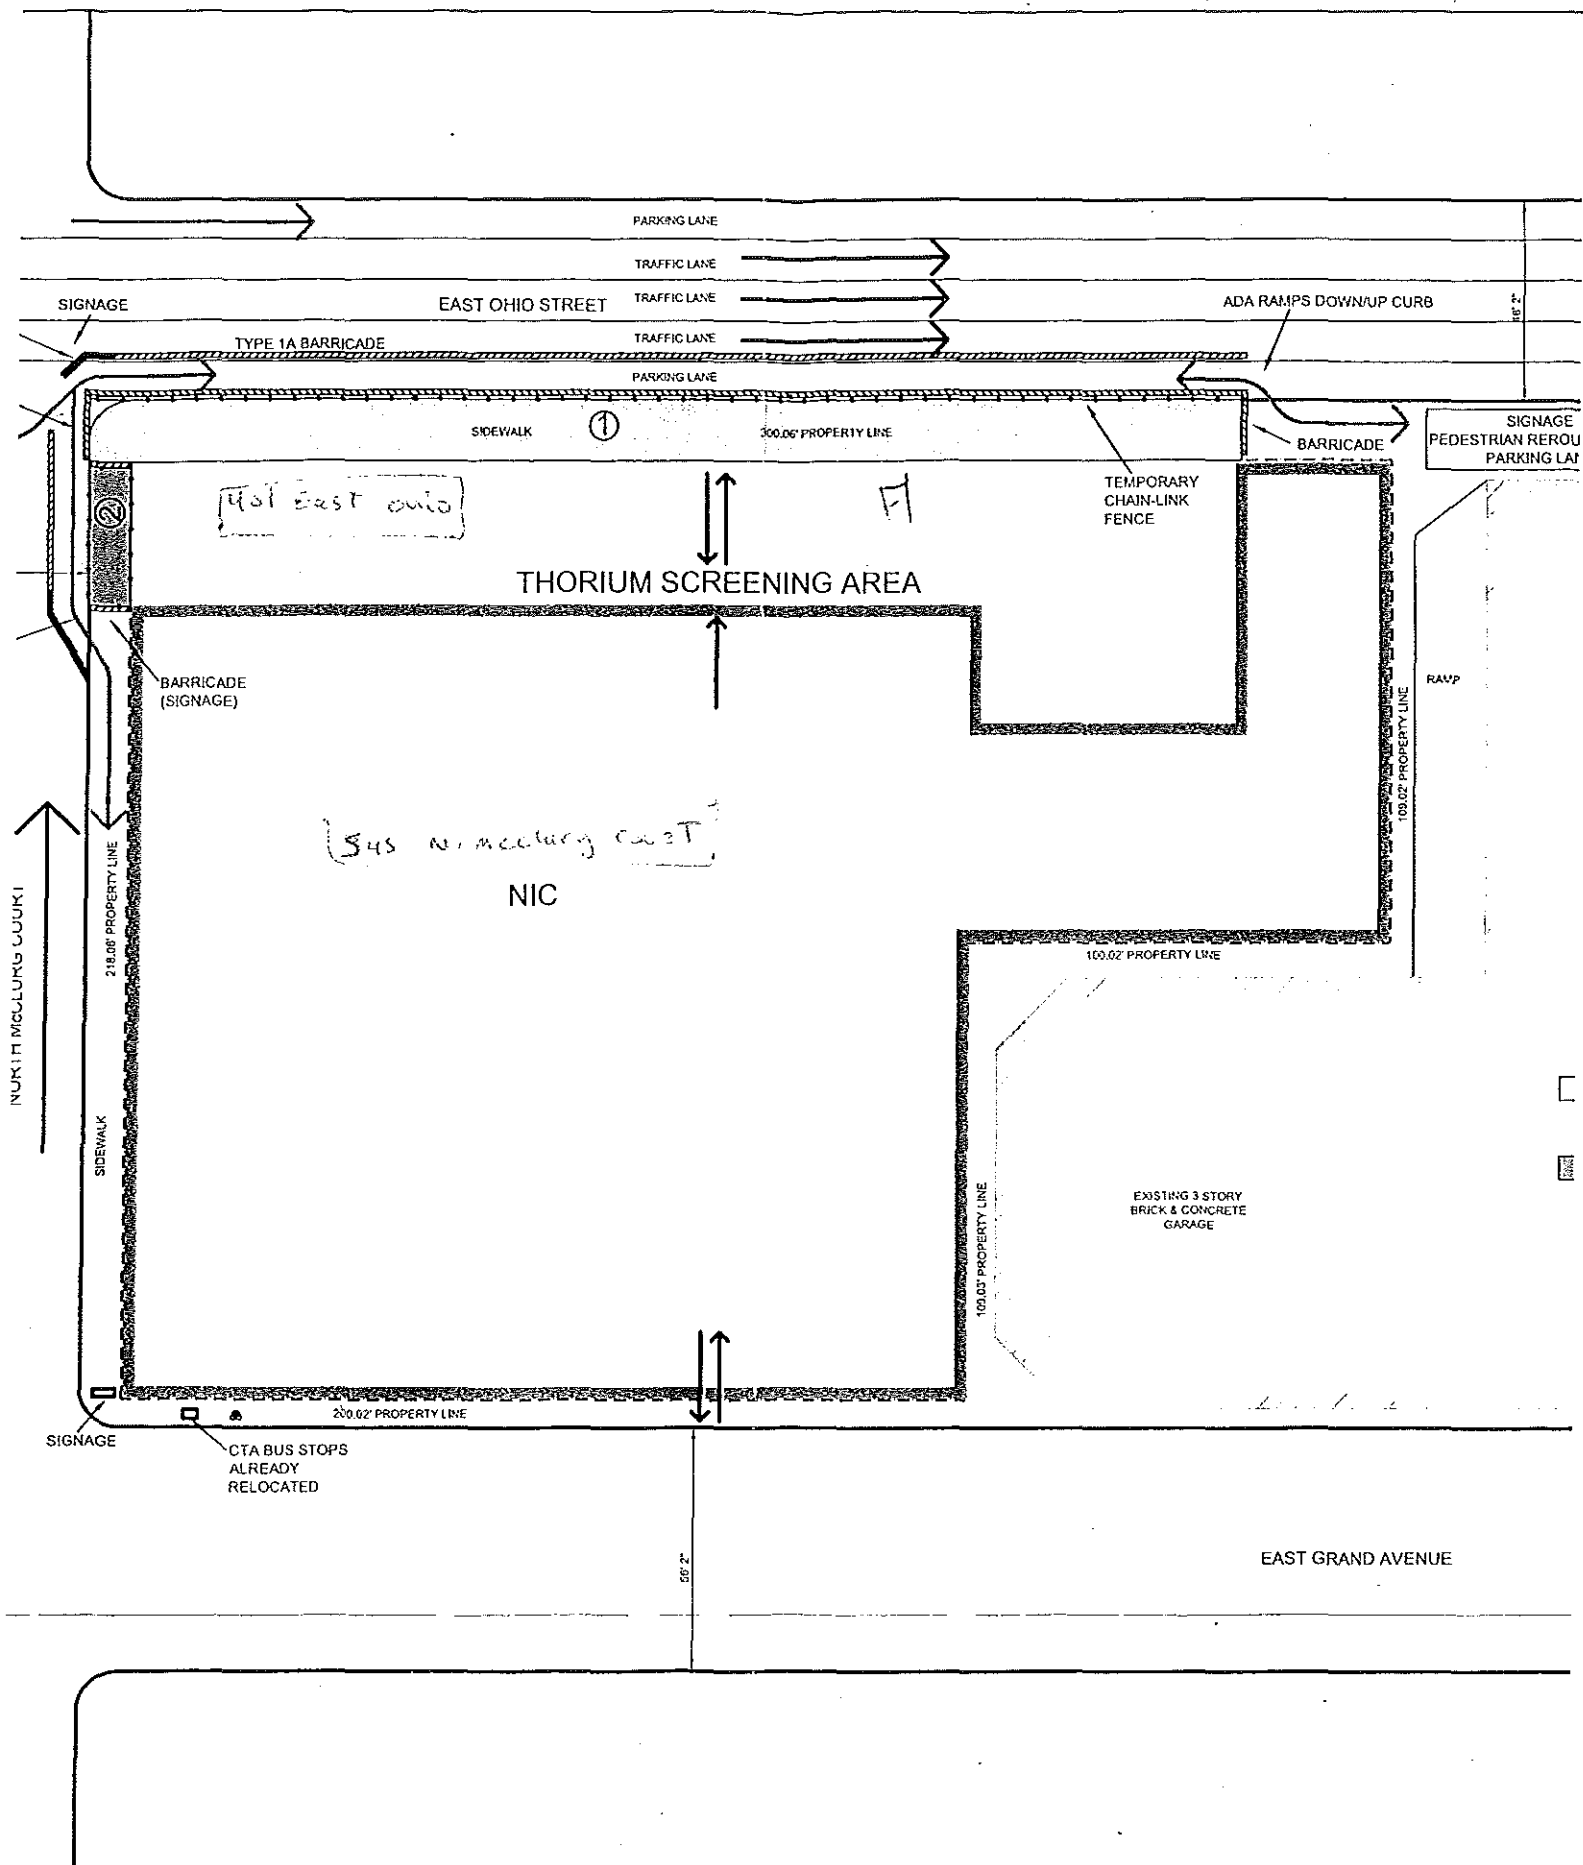 PARKING LANE
TRAFFIC LANE
SIGNAGE
EAST OHIO STREET
TRAFFIC LANE
ADA RAMPS DOWN/UP CURB
TYPE 1A BARRICADE
TRAFFIC LANE
PARKING LANE
SIDEWALK
1
300.06' PROPERTY LINE
BARRICADE
SIGNAGE
PEDESTRIAN REROU
PARKING LAN
TEMPORARY
CHAIN-LINK
FENCE
2
401 East Ohio
THORIUM SCREENING AREA
BARRICADE
(SIGNAGE)
RAMP
109.02' PROPERTY LINE
545 N. McClurg
NIC
218.06' PROPERTY LINE
NORTH McCLURG COURT
100.02' PROPERTY LINE
SIDEWALK
109.03' PROPERTY LINE
EXISTING 3 STORY
BRICK & CONCRETE
GARAGE
200.02' PROPERTY LINE
SIGNAGE
CTA BUS STOPS
ALREADY
RELOCATED
EAST GRAND AVENUE